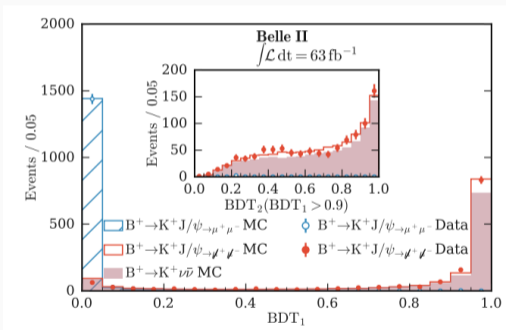 Belle II
∫ℒ dt = 63 fb⁻¹
2000
1500
1000
500
0
Events / 0.05
200
150
100
50
0
Events / 0.05
0.0 0.2 0.4 0.6 0.8 1.0
BDT₂(BDT₁ > 0.9)
B⁺→K⁺J/ψ→μ⁺μ⁻ MC
B⁺→K⁺J/ψ→μ̸⁺μ̸⁻ MC
B⁺→K⁺νν̄ MC
B⁺→K⁺J/ψ→μ⁺μ⁻ Data
B⁺→K⁺J/ψ→μ̸⁺μ̸⁻ Data
0.0 0.2 0.4 0.6 0.8 1.0
BDT₁